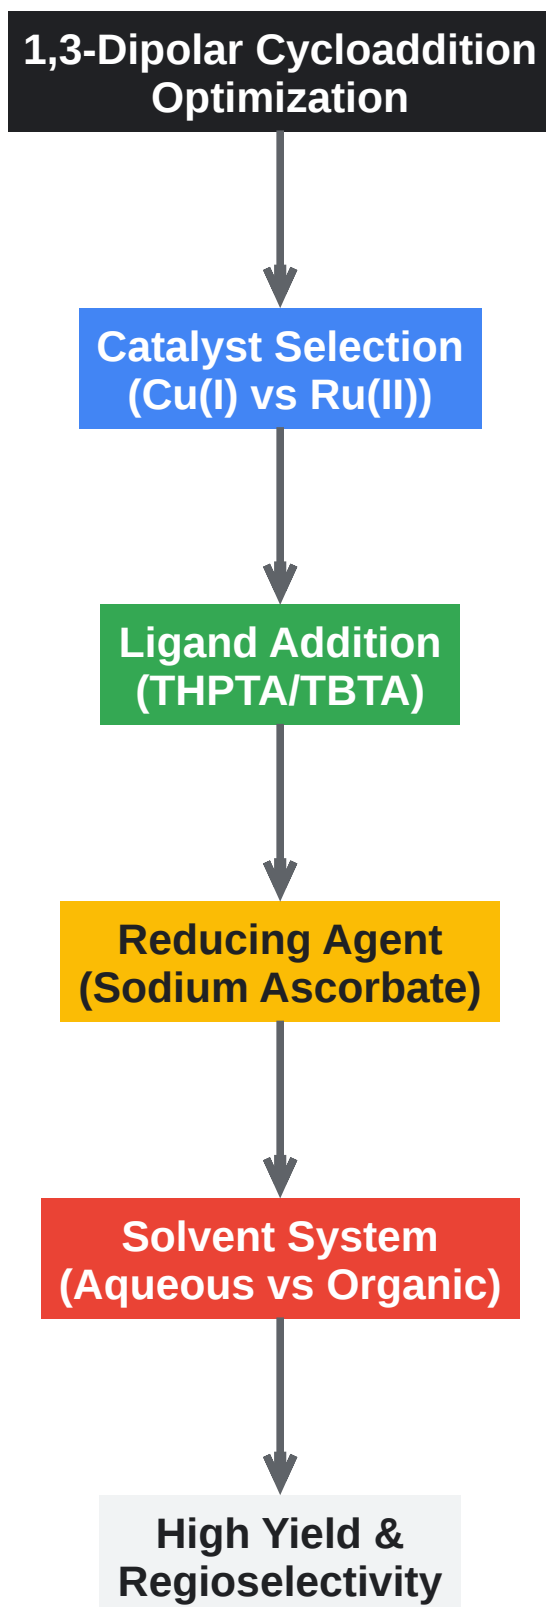 1,3-Dipolar Cycloaddition
Optimization
Catalyst Selection
(Cu(I) vs Ru(II))
Ligand Addition
(THPTA/TBTA)
Reducing Agent
(Sodium Ascorbate)
Solvent System
(Aqueous vs Organic)
High Yield &
Regioselectivity